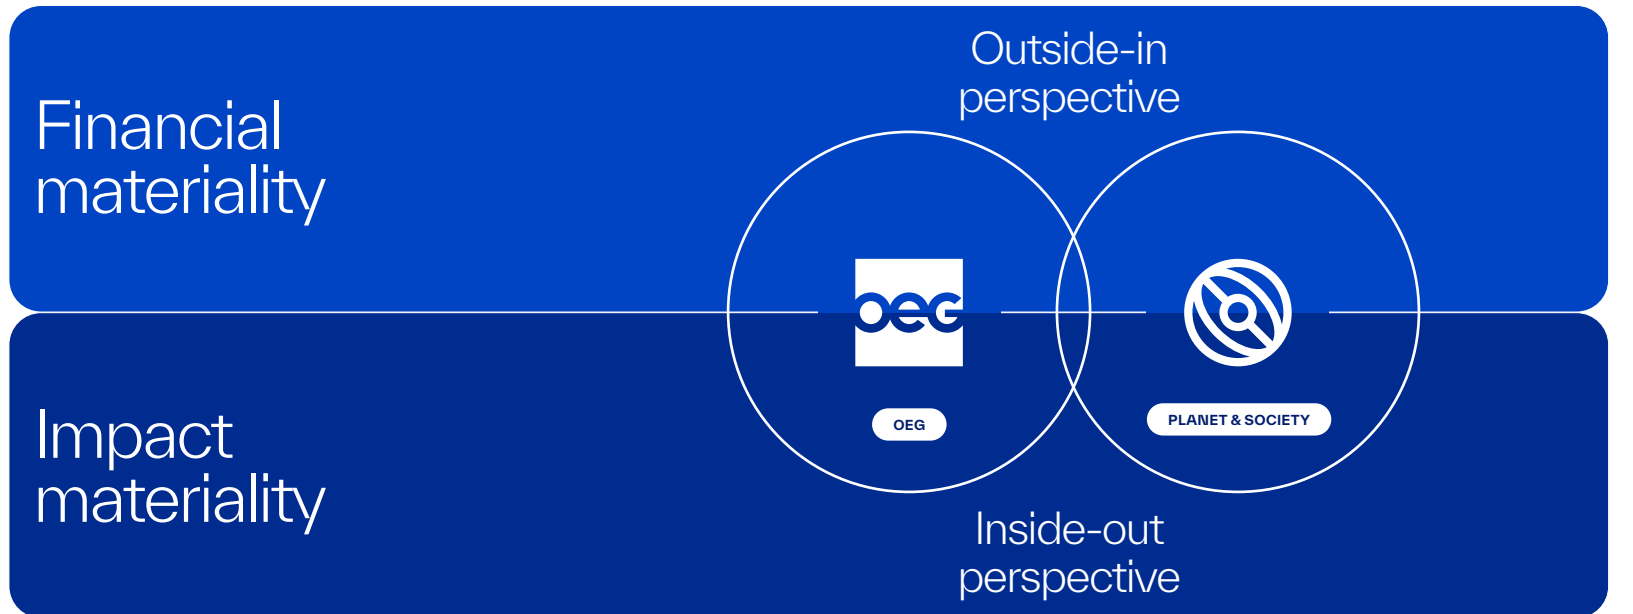 Outside-in
perspective
Financial
materiality
oeg
OEG
PLANET & SOCIETY
Impact
materiality
Inside-out
perspective